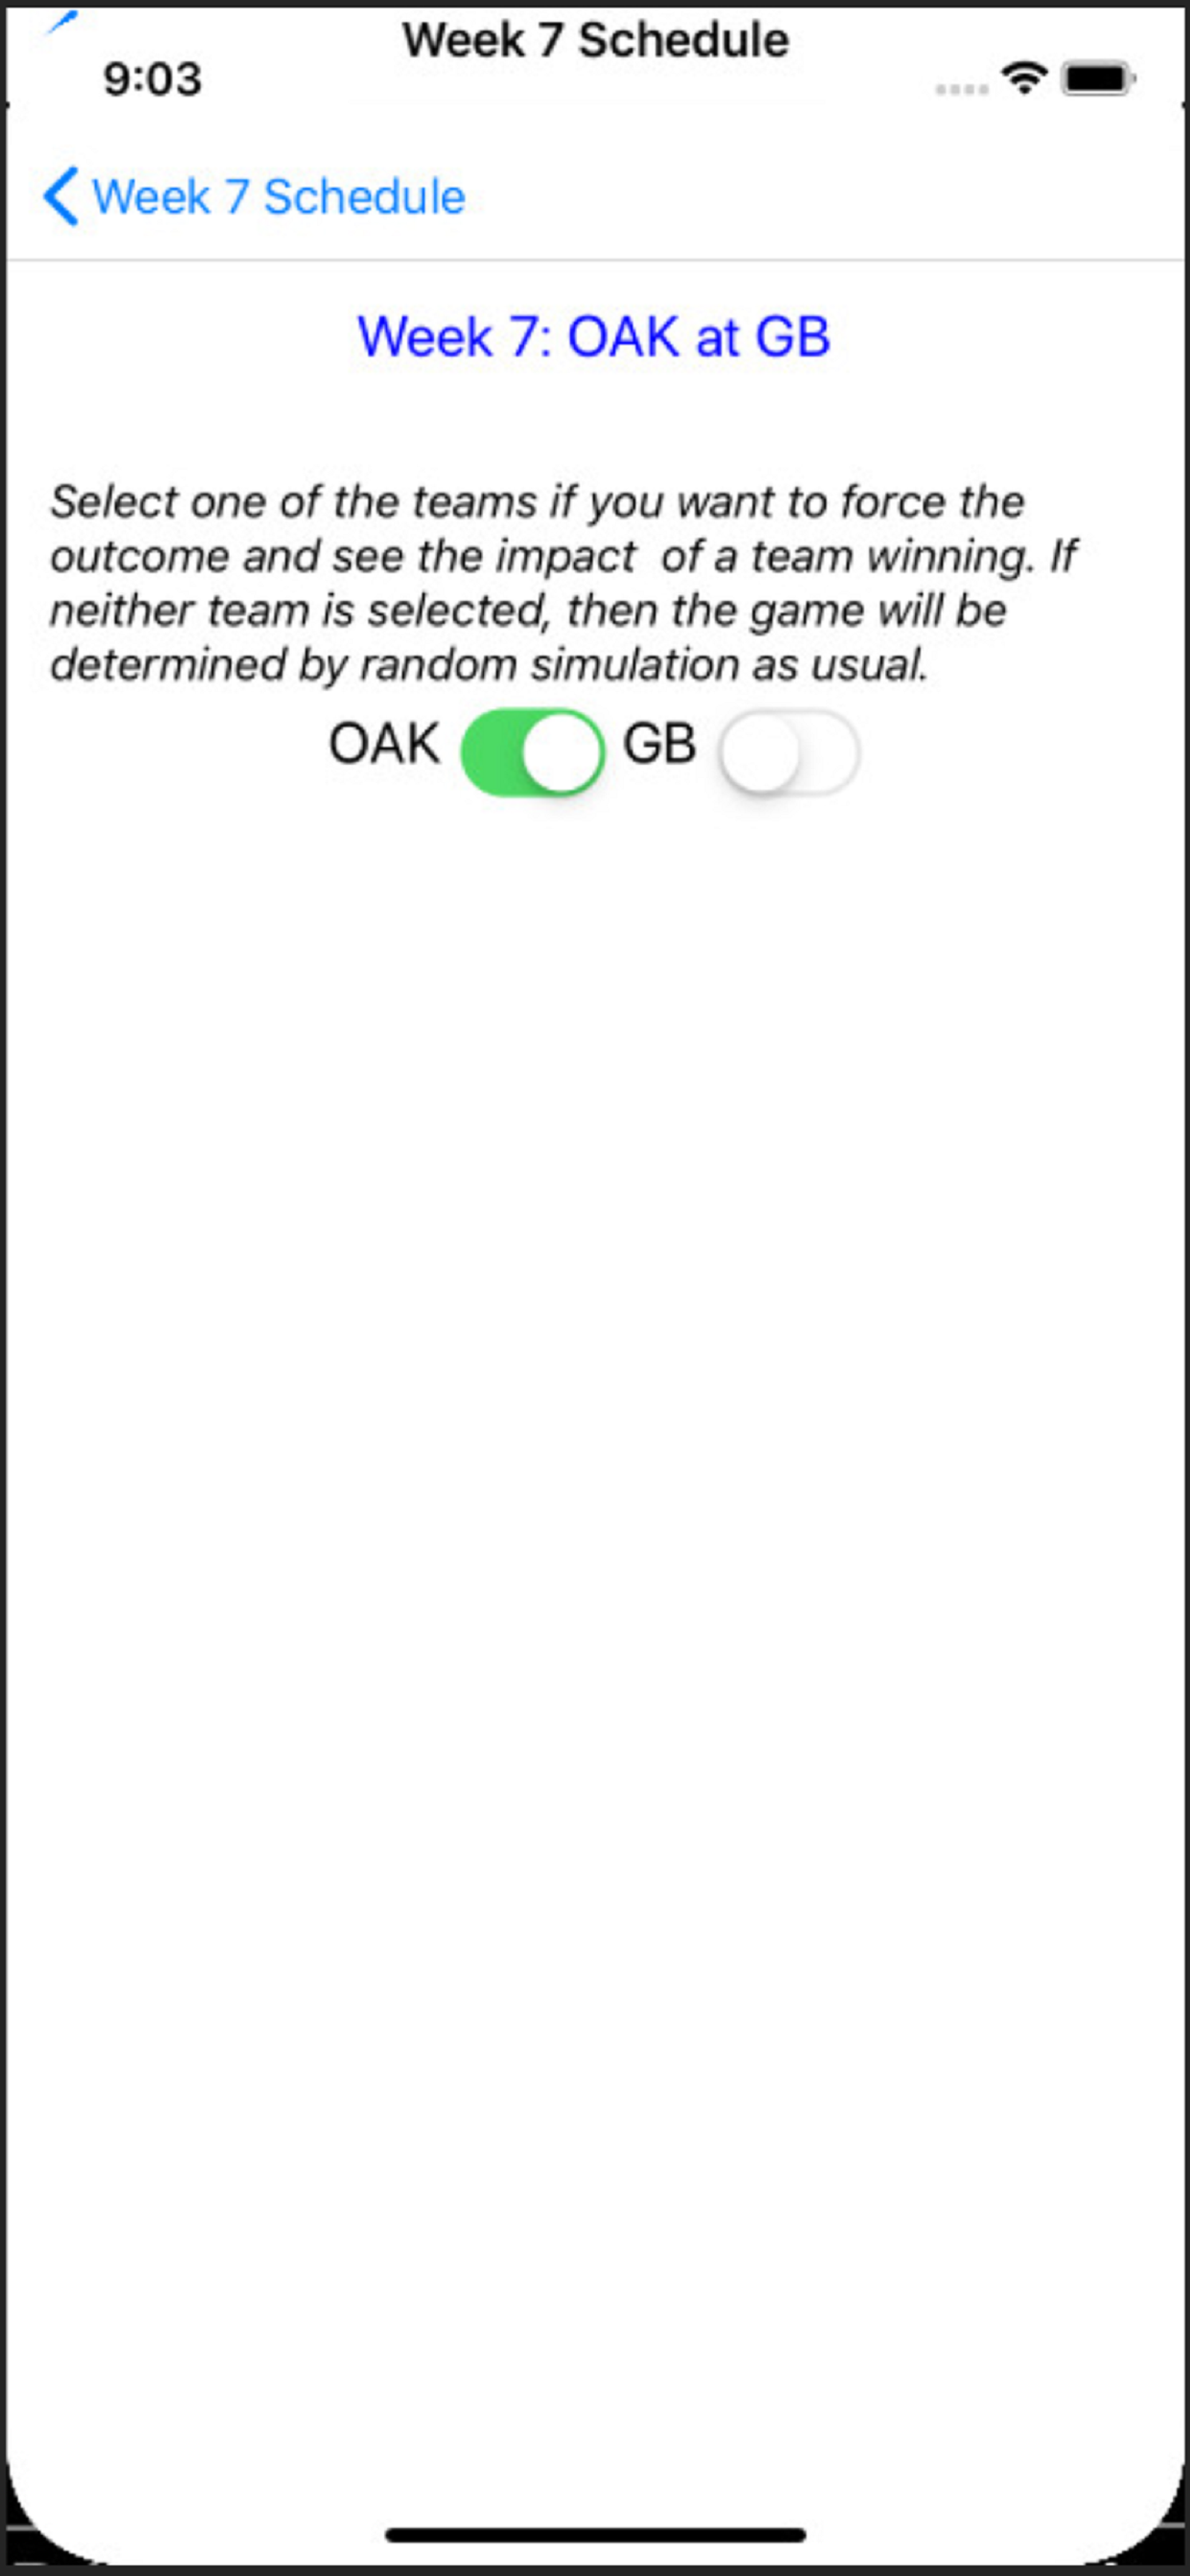 Week 7 Schedule
9:03
Week 7 Schedule
Week 7: OAK at GB
Select one of the teams if you want to force the
outcome and see the impact  of a team winning. If
neither team is selected, then the game will be
determined by random simulation as usual.
OAK GB